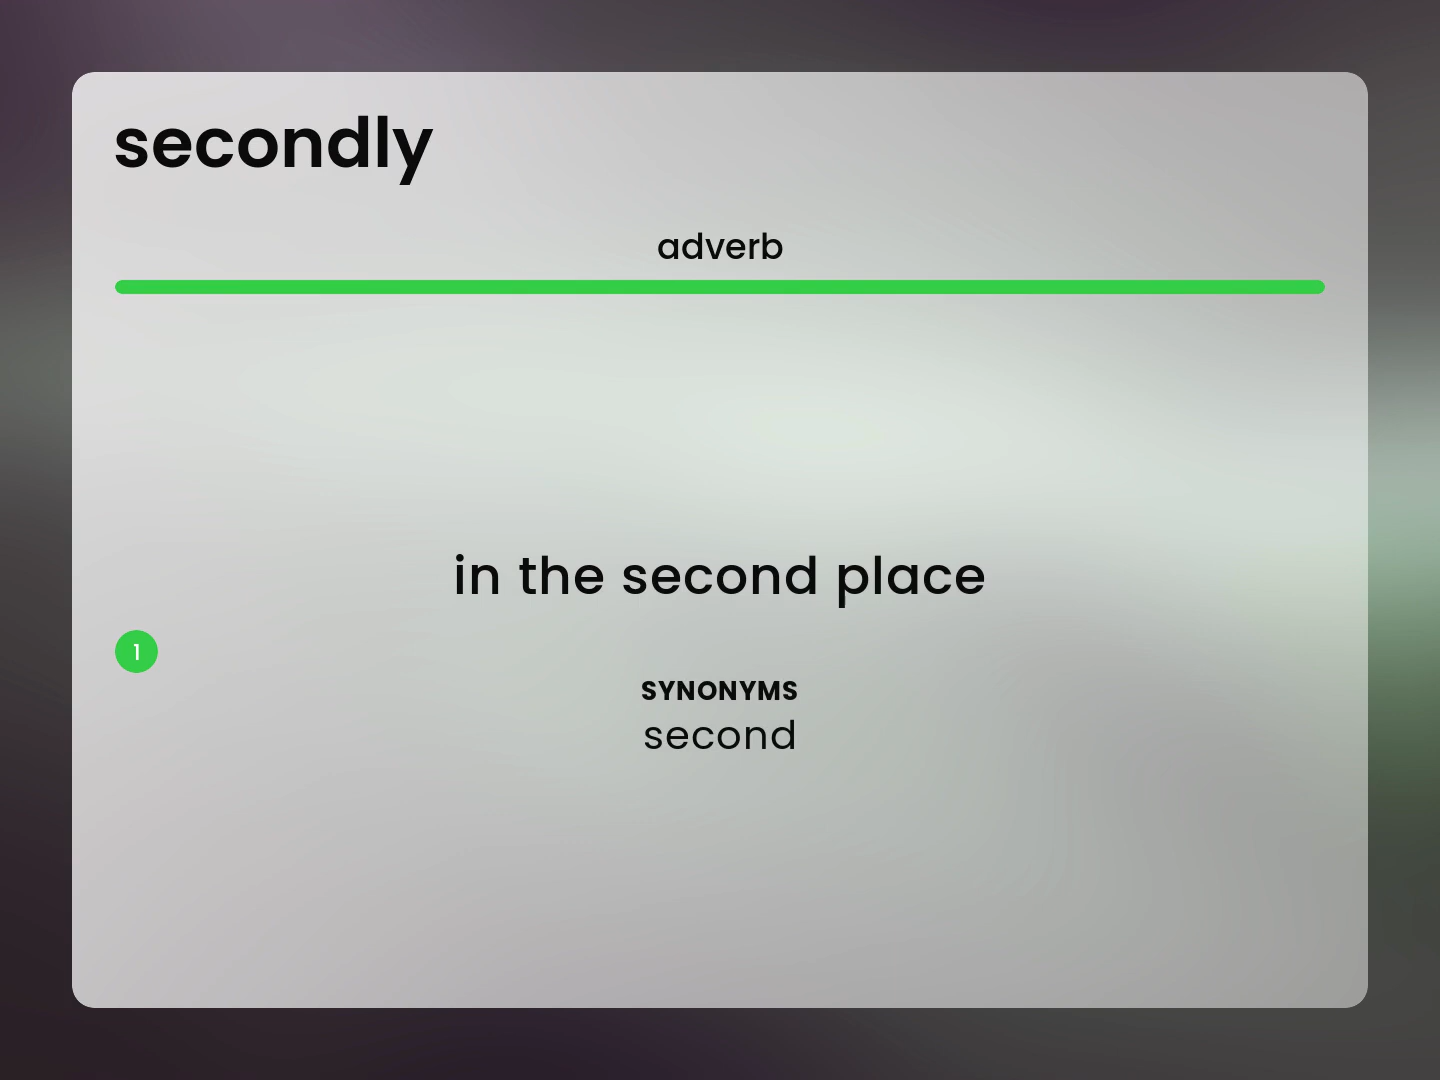 secondly
adverb
in the second place
1
SYNONYMS
second